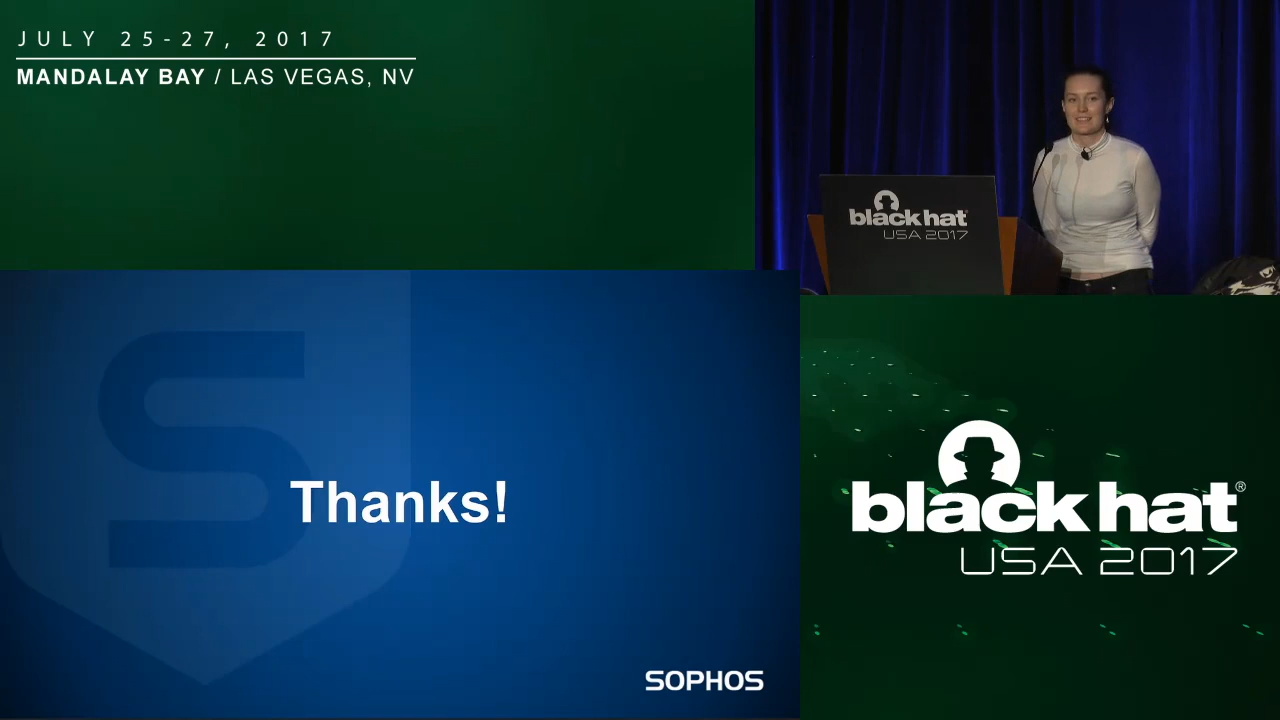 JULY 25-27, 2017
MANDALAY BAY / LAS VEGAS, NV
black hat
USA 2017
Thanks!
SOPHOS
black hat®
USA 2017